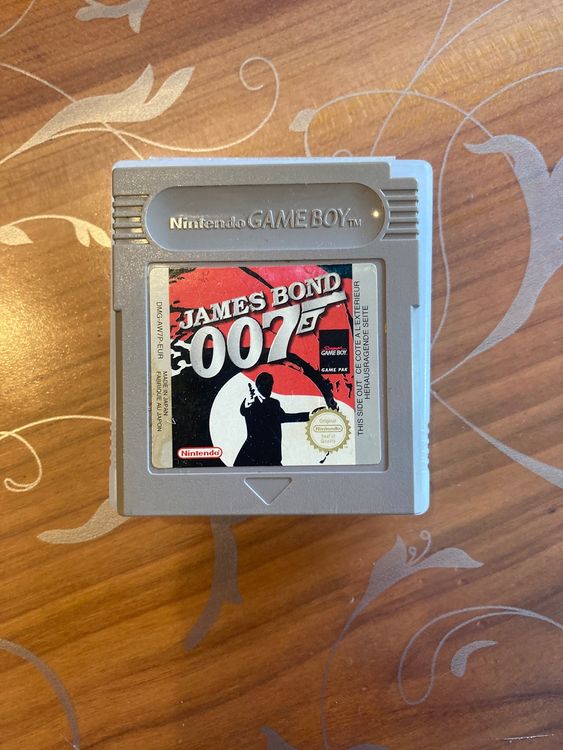 Nintendo GAME BOY TM
JAMES BOND
007
Super
GAME BOY
GAME PAK
DMG-AW7P-EUR
MADE IN JAPAN
FABRIQUE AU JAPON
THIS SIDE OUT CE COTE A L'EXTERIEUR
HERAUSRAGENDE SEITE
Nintendo
Original
Nintendo
Seal of
Quality